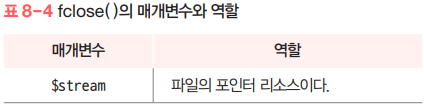 표 8-4 fclose( )의 매개변수와 역할
매개변수 역할
$stream 파일의 포인터 리소스이다.